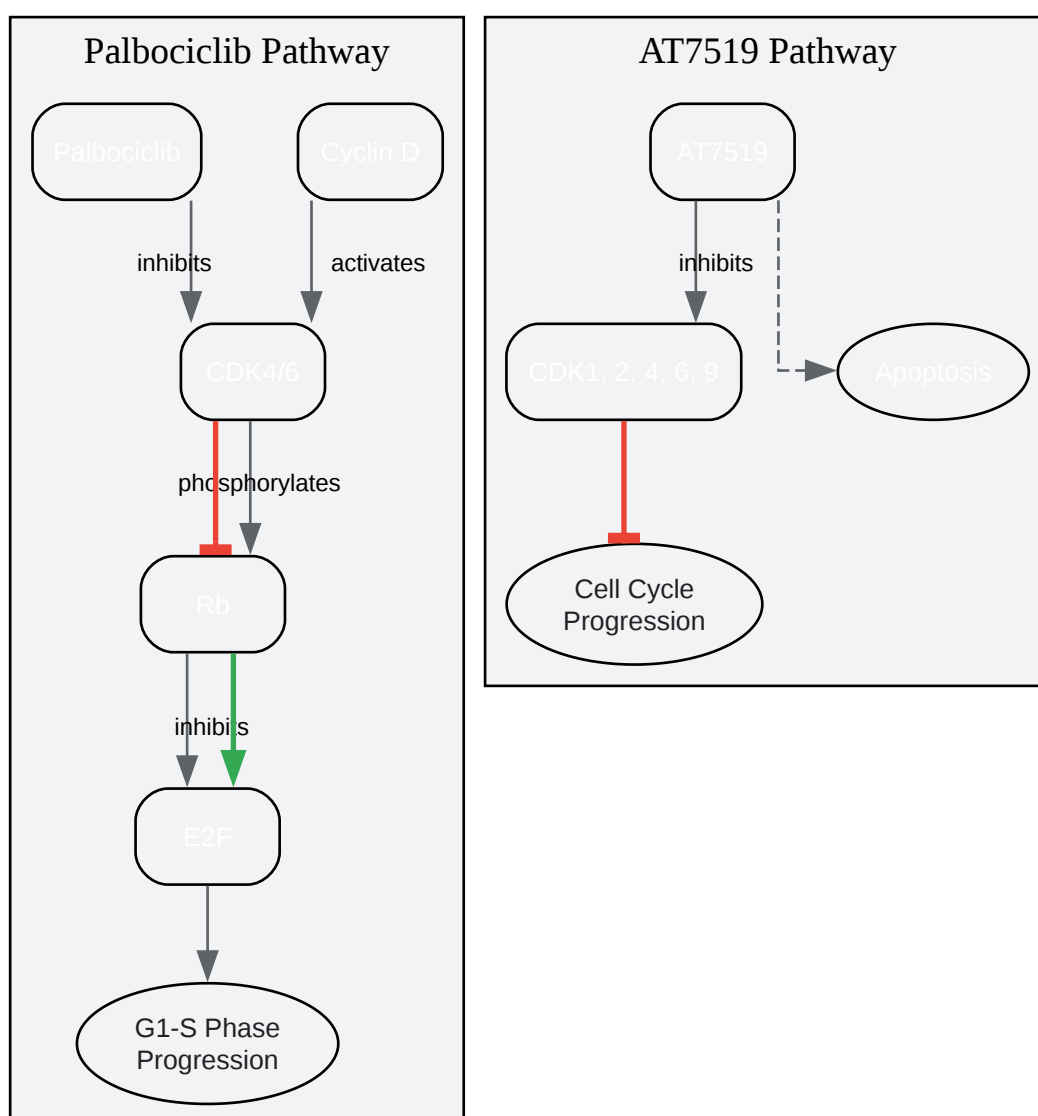 Palbociclib Pathway
Palbociclib
Cyclin D
inhibits
activates
CDK4/6
phosphorylates
Rb
inhibits
E2F
G1-S Phase
Progression
AT7519 Pathway
AT7519
inhibits
CDK1, 2, 4, 6, 9
Apoptosis
Cell Cycle
Progression